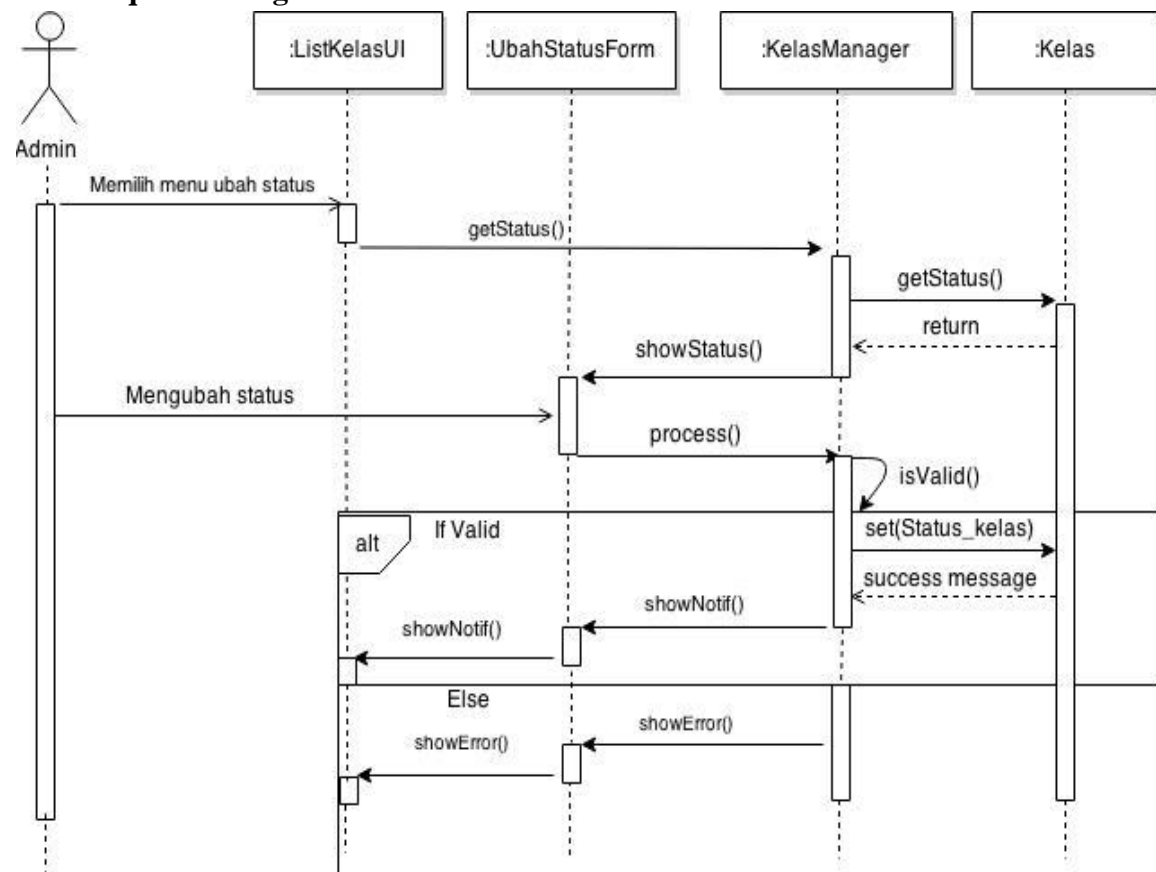 :ListKelasUI
:UbahStatusForm
:KelasManager
:Kelas
Admin
Memilih menu ubah status
getStatus()
getStatus()
return
showStatus()
Mengubah status
process()
isValid()
alt
If Valid
set(Status_kelas)
success message
showNotif()
showNotif()
Else
showError()
showError()